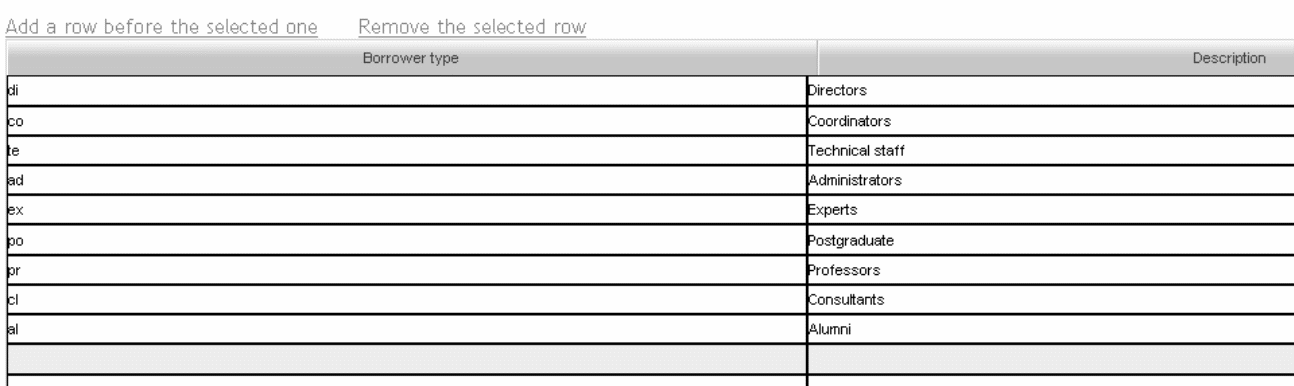 Add a row before the selected one Remove the selected row
Borrower type Description
di Directors
co Coordinators
te Technical staff
ad Administrators
ex Experts
po Postgraduate
pr Professors
cl Consultants
al Alumni